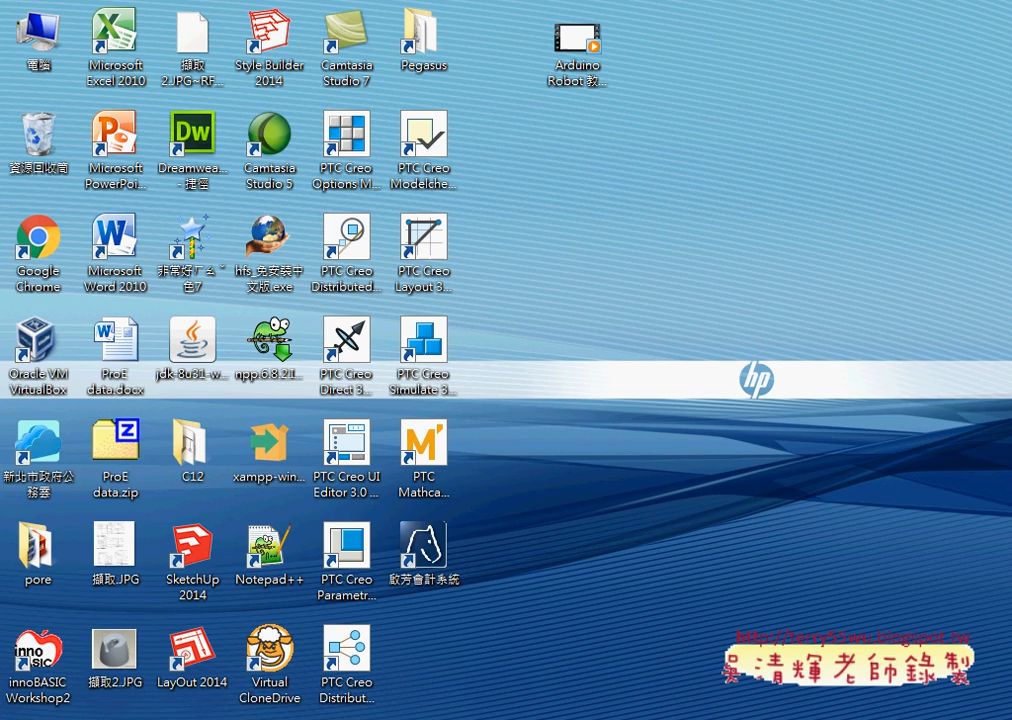 電腦
Microsoft
Excel 2010
擷取
2.JPG~RF...
Style Builder
2014
Camtasia
Studio 7
Pegasus
Arduino
Robot 教...
資源回收筒
Microsoft
PowerPoi...
Dw
Dreamwea...
- 捷徑
Camtasia
Studio 5
PTC Creo
Options M...
PTC Creo
Modelche...
Google
Chrome
Microsoft
Word 2010
非常好ㄏㄠˇ
色7
hfs_免安裝中
文版.exe
PTC Creo
Distributed...
PTC Creo
Layout 3...
Oracle VM
VirtualBox
ProE
data.docx
jdk-8u31-w...
npp.6.8.21...
PTC Creo
Direct 3...
PTC Creo
Simulate 3...
hp
新北市政府公
務雲
ProE
data.zip
C12
xampp-win...
PTC Creo UI
Editor 3.0 ...
PTC
Mathca...
pore
擷取.JPG
SketchUp
2014
Notepad++
PTC Creo
Parametr...
啟芳會計系統
inno
BASIC
innoBASIC
Workshop2
擷取2.JPG
LayOut 2014
Virtual
CloneDrive
PTC Creo
Distribut...
http://terry55wu.blogspot.tw
吳清輝老師錄製